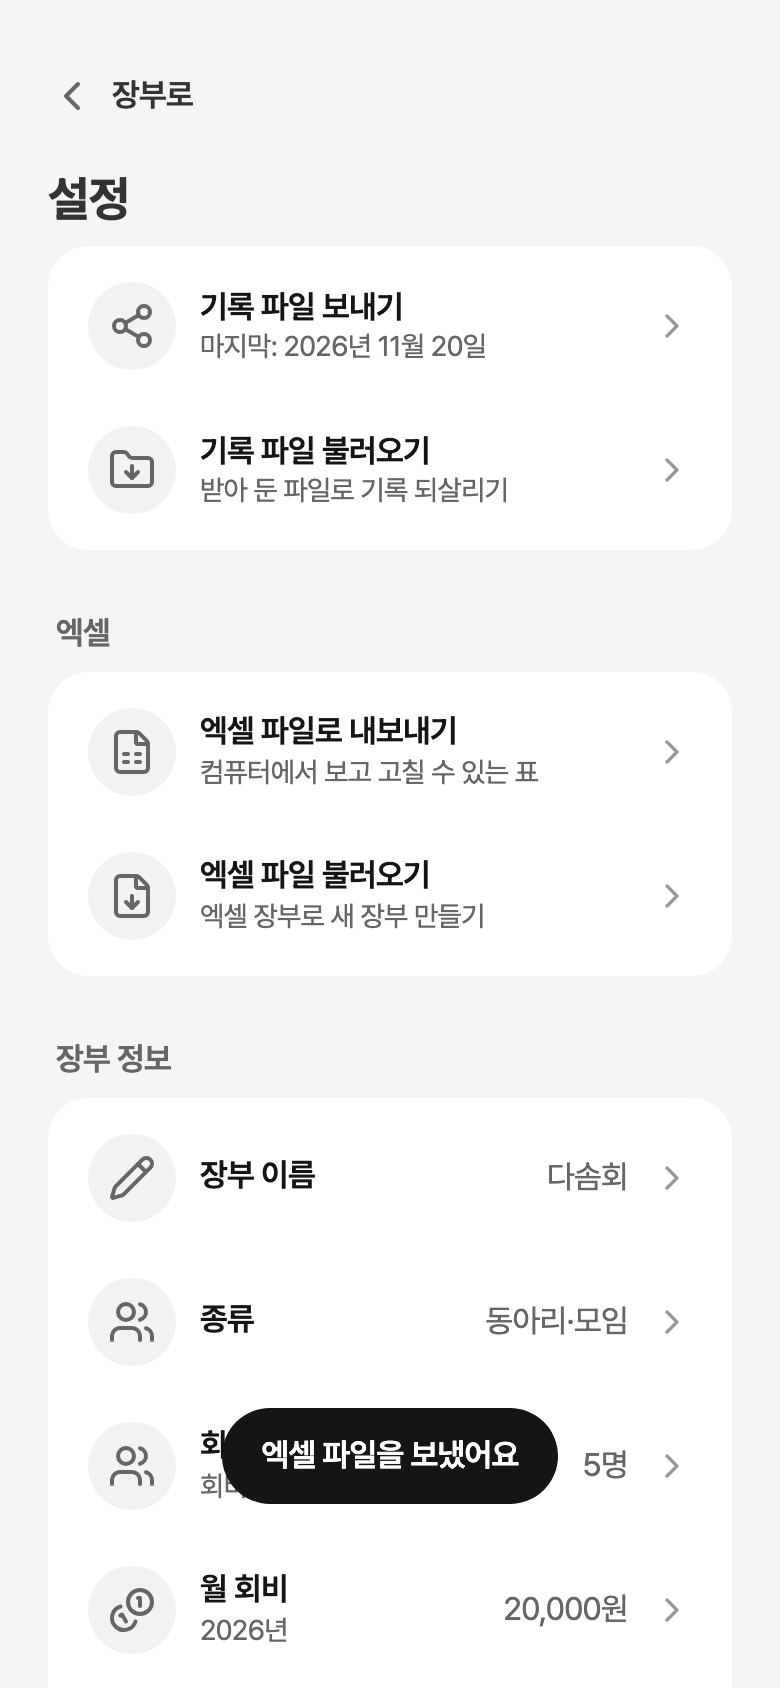 장부로
설정
기록 파일 보내기
마지막: 2026년 11월 20일
기록 파일 불러오기
받아 둔 파일로 기록 되살리기
엑셀
엑셀 파일로 내보내기
컴퓨터에서 보고 고칠 수 있는 표
엑셀 파일 불러오기
엑셀 장부로 새 장부 만들기
장부 정보
장부 이름
다솜회
종류
동아리·모임
엑셀 파일을 보냈어요
5명
월 회비
2026년
20,000원